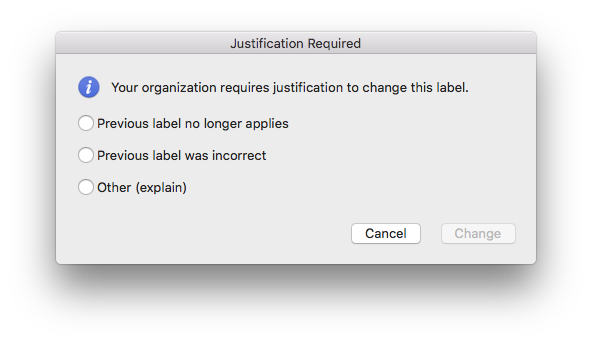 Justification Required
Your organization requires justification to change this label.
Previous label no longer applies
Previous label was incorrect
Other (explain)
Cancel
Change